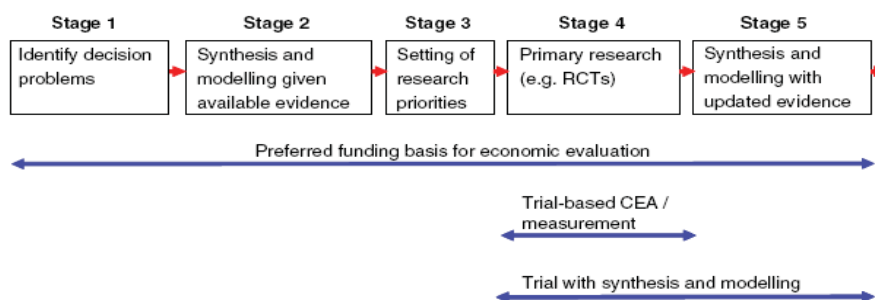 Stage 1
Stage 2
Stage 3
Stage 4
Stage 5
Identify decision
problems
Synthesis and
modelling given
available evidence
Setting of
research
priorities
Primary research
(e.g. RCTs)
Synthesis and
modelling with
updated evidence
Preferred funding basis for economic evaluation
Trial-based CEA /
measurement
Trial with synthesis and modelling